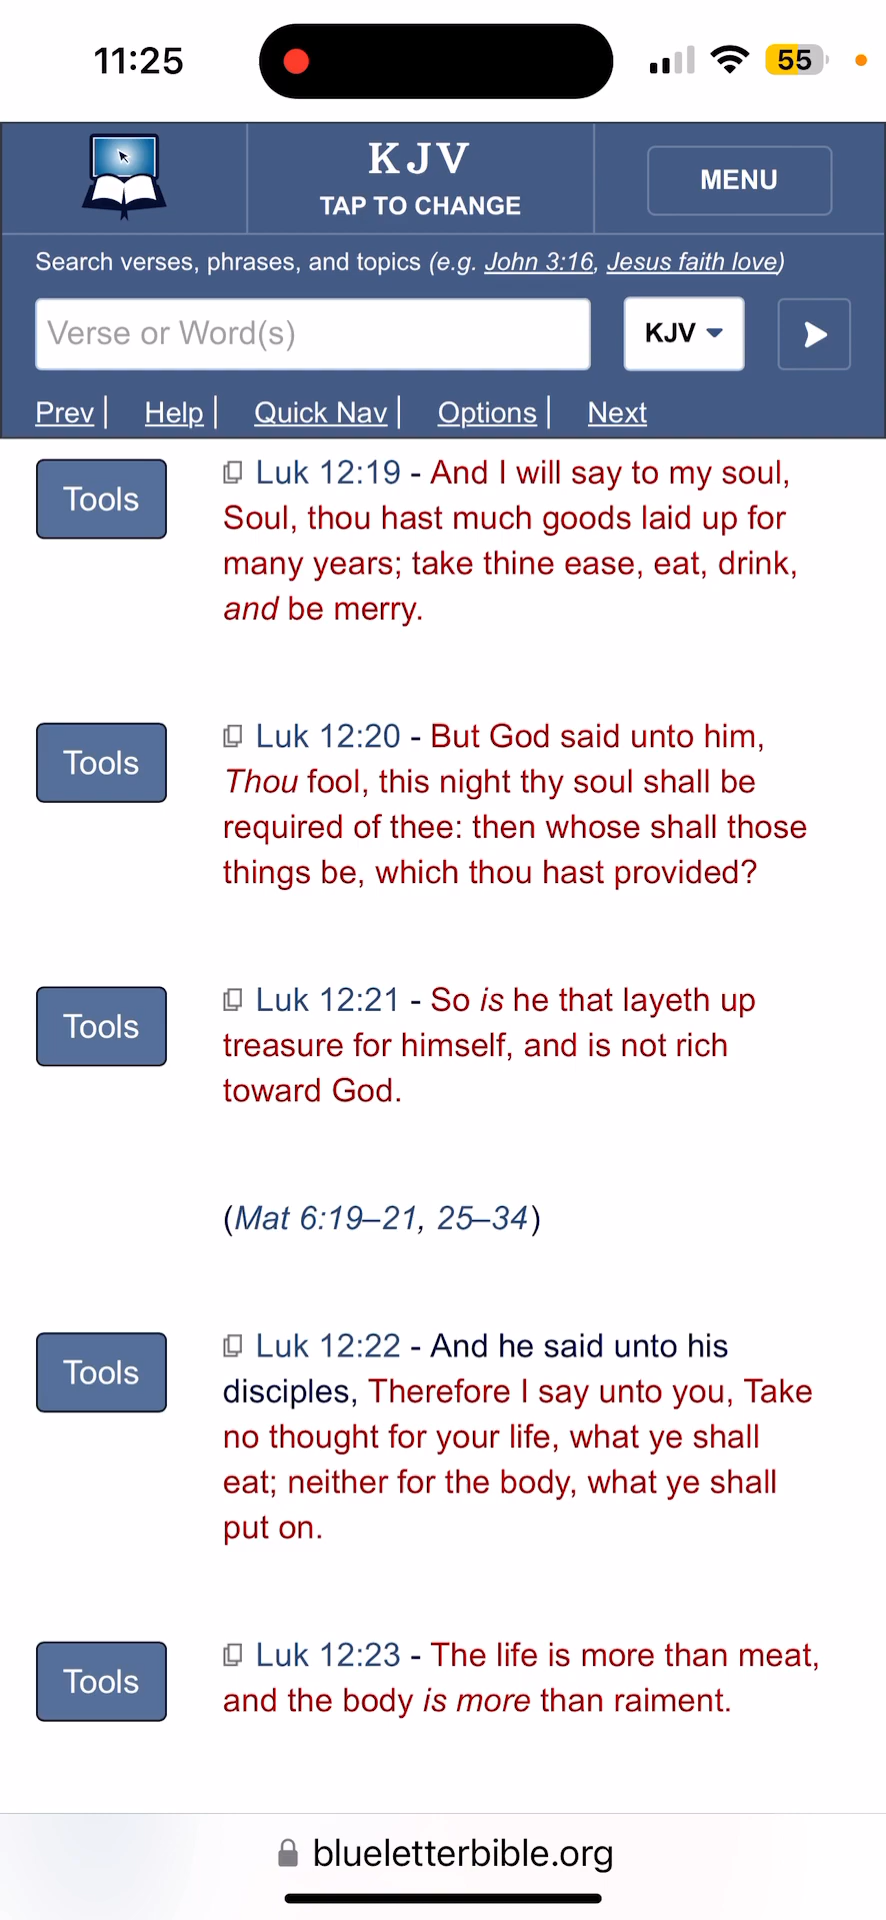 11:25
55
KJV
TAP TO CHANGE
MENU
Search verses, phrases, and topics (e.g. John 3:16, Jesus faith love)
Verse or Word(s)
KJV
Prev | Help | Quick Nav | Options | Next
Tools
Luk 12:19 - And I will say to my soul,
Soul, thou hast much goods laid up for
many years; take thine ease, eat, drink,
and be merry.
Tools
Luk 12:20 - But God said unto him,
Thou fool, this night thy soul shall be
required of thee: then whose shall those
things be, which thou hast provided?
Tools
Luk 12:21 - So is he that layeth up
treasure for himself, and is not rich
toward God.
(Mat 6:19–21, 25–34)
Tools
Luk 12:22 - And he said unto his
disciples, Therefore I say unto you, Take
no thought for your life, what ye shall
eat; neither for the body, what ye shall
put on.
Tools
Luk 12:23 - The life is more than meat,
and the body is more than raiment.
blueletterbible.org